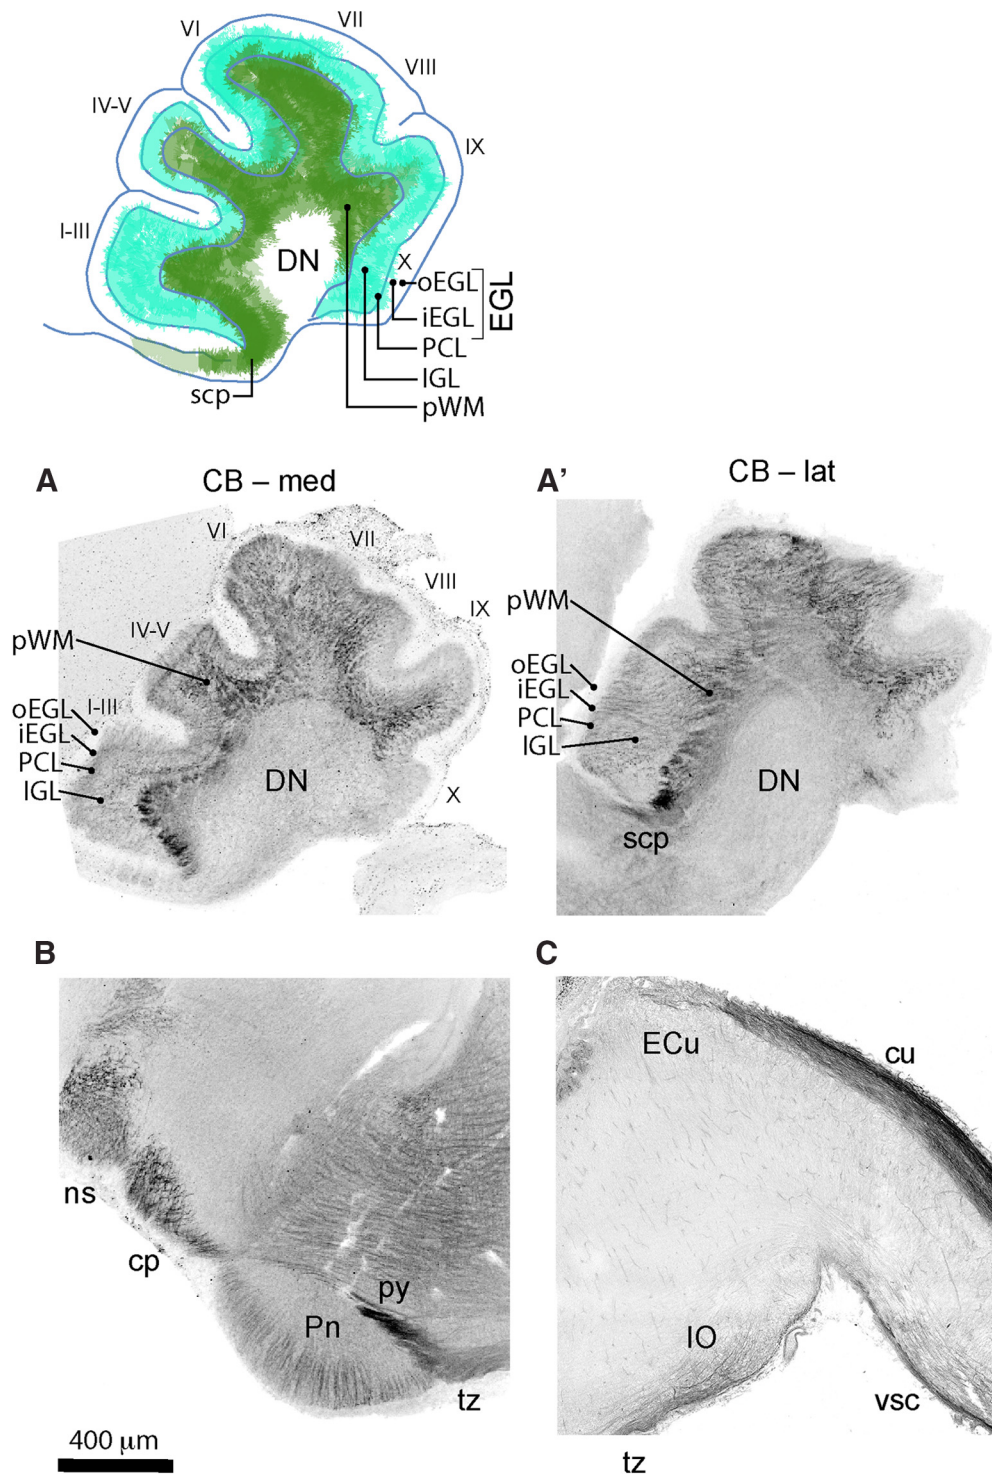 VII
VI
VIII
IV-V
IX
I-III
DN
X
oEGL
iEGL
EGL
PCL
IGL
scp
pWM
A
CB – med
A’
CB – lat
VI
VII
VIII
IX
pWM
IV-V
pWM
oEGL
I-III
iEGL
PCL
IGL
DN
X
oEGL
iEGL
PCL
IGL
DN
scp
B
C
ECu
cu
ns
cp
py
Pn
IO
tz
vsc
400 µm
tz